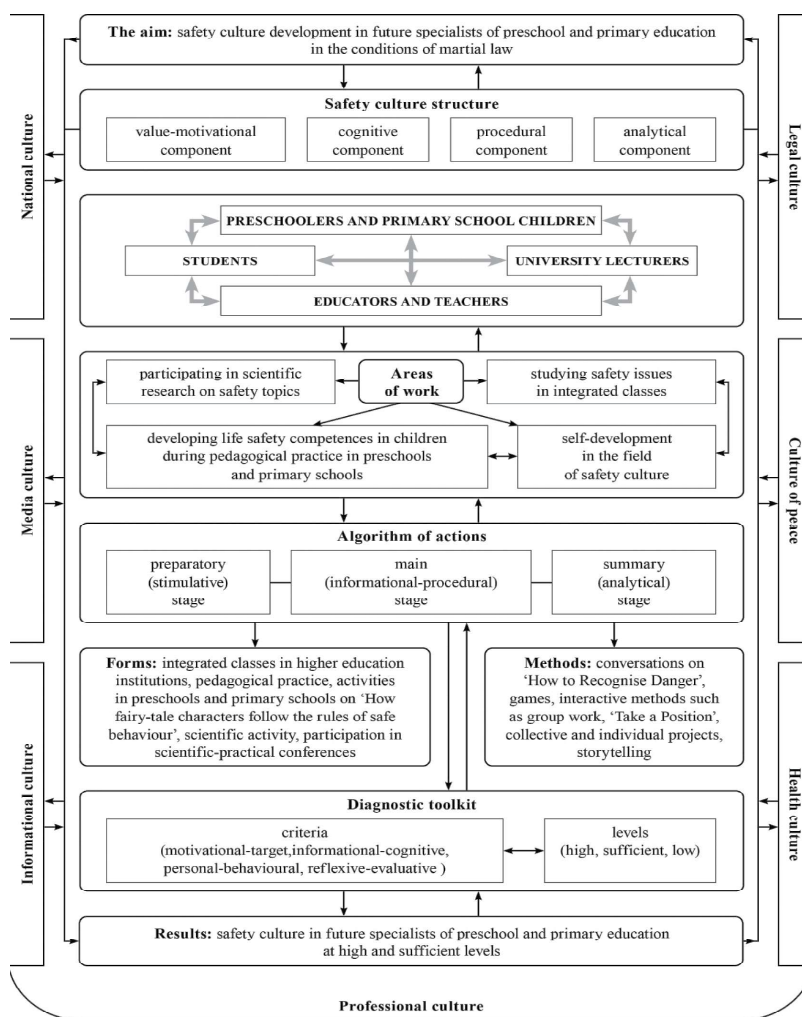 The aim: safety culture development in future specialists of preschool and primary education
in the conditions of martial law
Safety culture structure
value-motivational
component
cognitive
component
procedural
component
analytical
component
National culture
Legal culture
PRESCHOOLERS AND PRIMARY SCHOOL CHILDREN
STUDENTS
UNIVERSITY LECTURERS
EDUCATORS AND TEACHERS
participating in scientific
research on safety topics
Areas
of work
studying safety issues
in integrated classes
developing life safety competences in children
during pedagogical practice in preschools
and primary schools
self-development
in the field
of safety culture
Media culture
Culture of peace
Algorithm of actions
preparatory
(stimulative)
stage
main
(informational-procedural)
stage
summary
(analytical)
stage
Forms: integrated classes in higher education
institutions, pedagogical practice, activities
in preschools and primary schools on ‘How
fairy-tale characters follow the rules of safe
behaviour’, scientific activity, participation in
scientific-practical conferences
Methods: conversations on
‘How to Recognise Danger’,
games, interactive methods such
as group work, ‘Take a Position’,
collective and individual projects,
storytelling
Informational culture
Health culture
Diagnostic toolkit
criteria
(motivational-target,informational-cognitive,
personal-behavioural, reflexive-evaluative )
levels
(high, sufficient, low)
Results: safety culture in future specialists of preschool and primary education
at high and sufficient levels
Professional culture